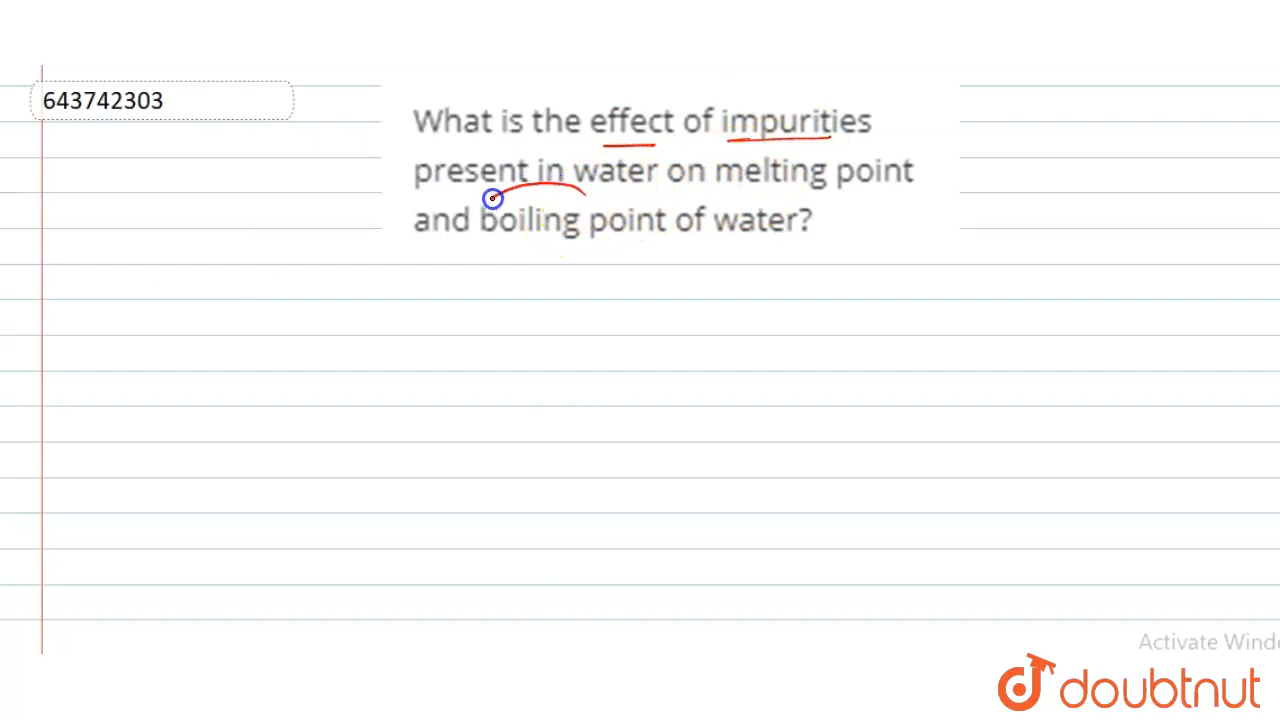 643742303
What is the effect of impurities
present in water on melting point
and boiling point of water?
Activate Windo
doubtnut